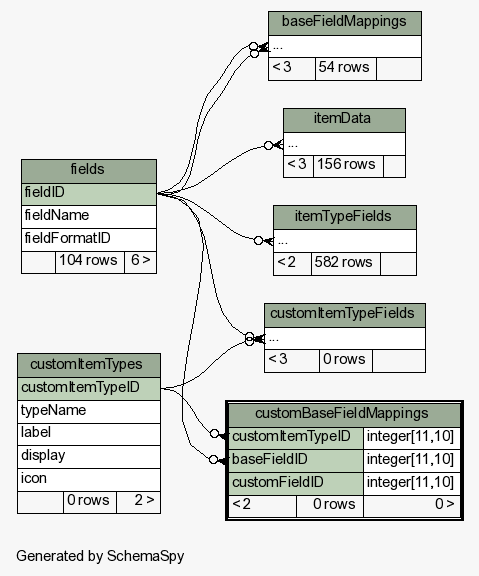 baseFieldMappings
...
< 3 54 rows
itemData
...
< 3 156 rows
fields
fieldID
fieldName
fieldFormatID
104 rows 6 >
itemTypeFields
...
< 2 582 rows
customItemTypeFields
...
< 3 0 rows
customItemTypes
customItemTypeID
typeName
label
display
icon
0 rows 2 >
customBaseFieldMappings
customItemTypeID integer[11,10]
baseFieldID integer[11,10]
customFieldID integer[11,10]
< 2 0 rows 0 >
Generated by SchemaSpy